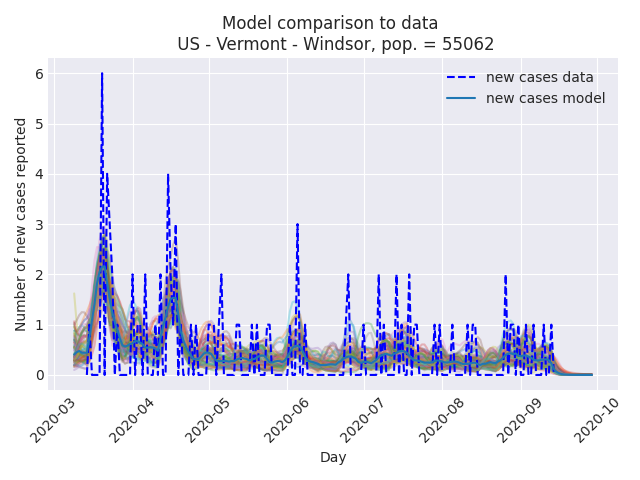 Model comparison to data
US - Vermont - Windsor, pop. = 55062
new cases data
new cases model
Number of new cases reported
6
5
4
3
2
1
0
2020-03
2020-04
2020-05
2020-06
2020-07
2020-08
2020-09
2020-10
Day